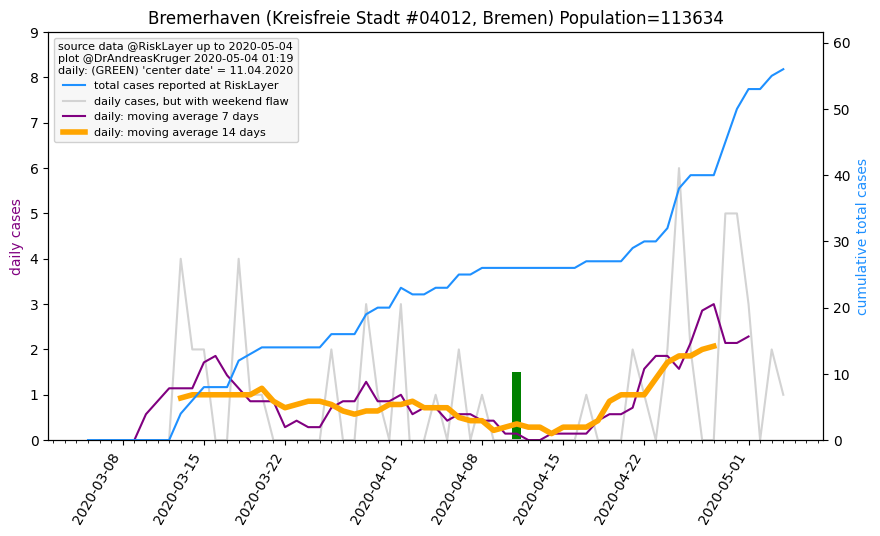 Bremerhaven (Kreisfreie Stadt #04012, Bremen) Population=113634
source data @RiskLayer up to 2020-05-04
plot @DrAndreasKruger 2020-05-04 01:19
daily: (GREEN) 'center date' = 11.04.2020
total cases reported at RiskLayer
daily cases, but with weekend flaw
daily: moving average 7 days
daily: moving average 14 days
daily cases
9
8
7
6
5
4
3
2
1
0
60
50
40
30
20
10
0
cumulative total cases
2020-03-08
2020-03-15
2020-03-22
2020-04-01
2020-04-08
2020-04-15
2020-04-22
2020-05-01